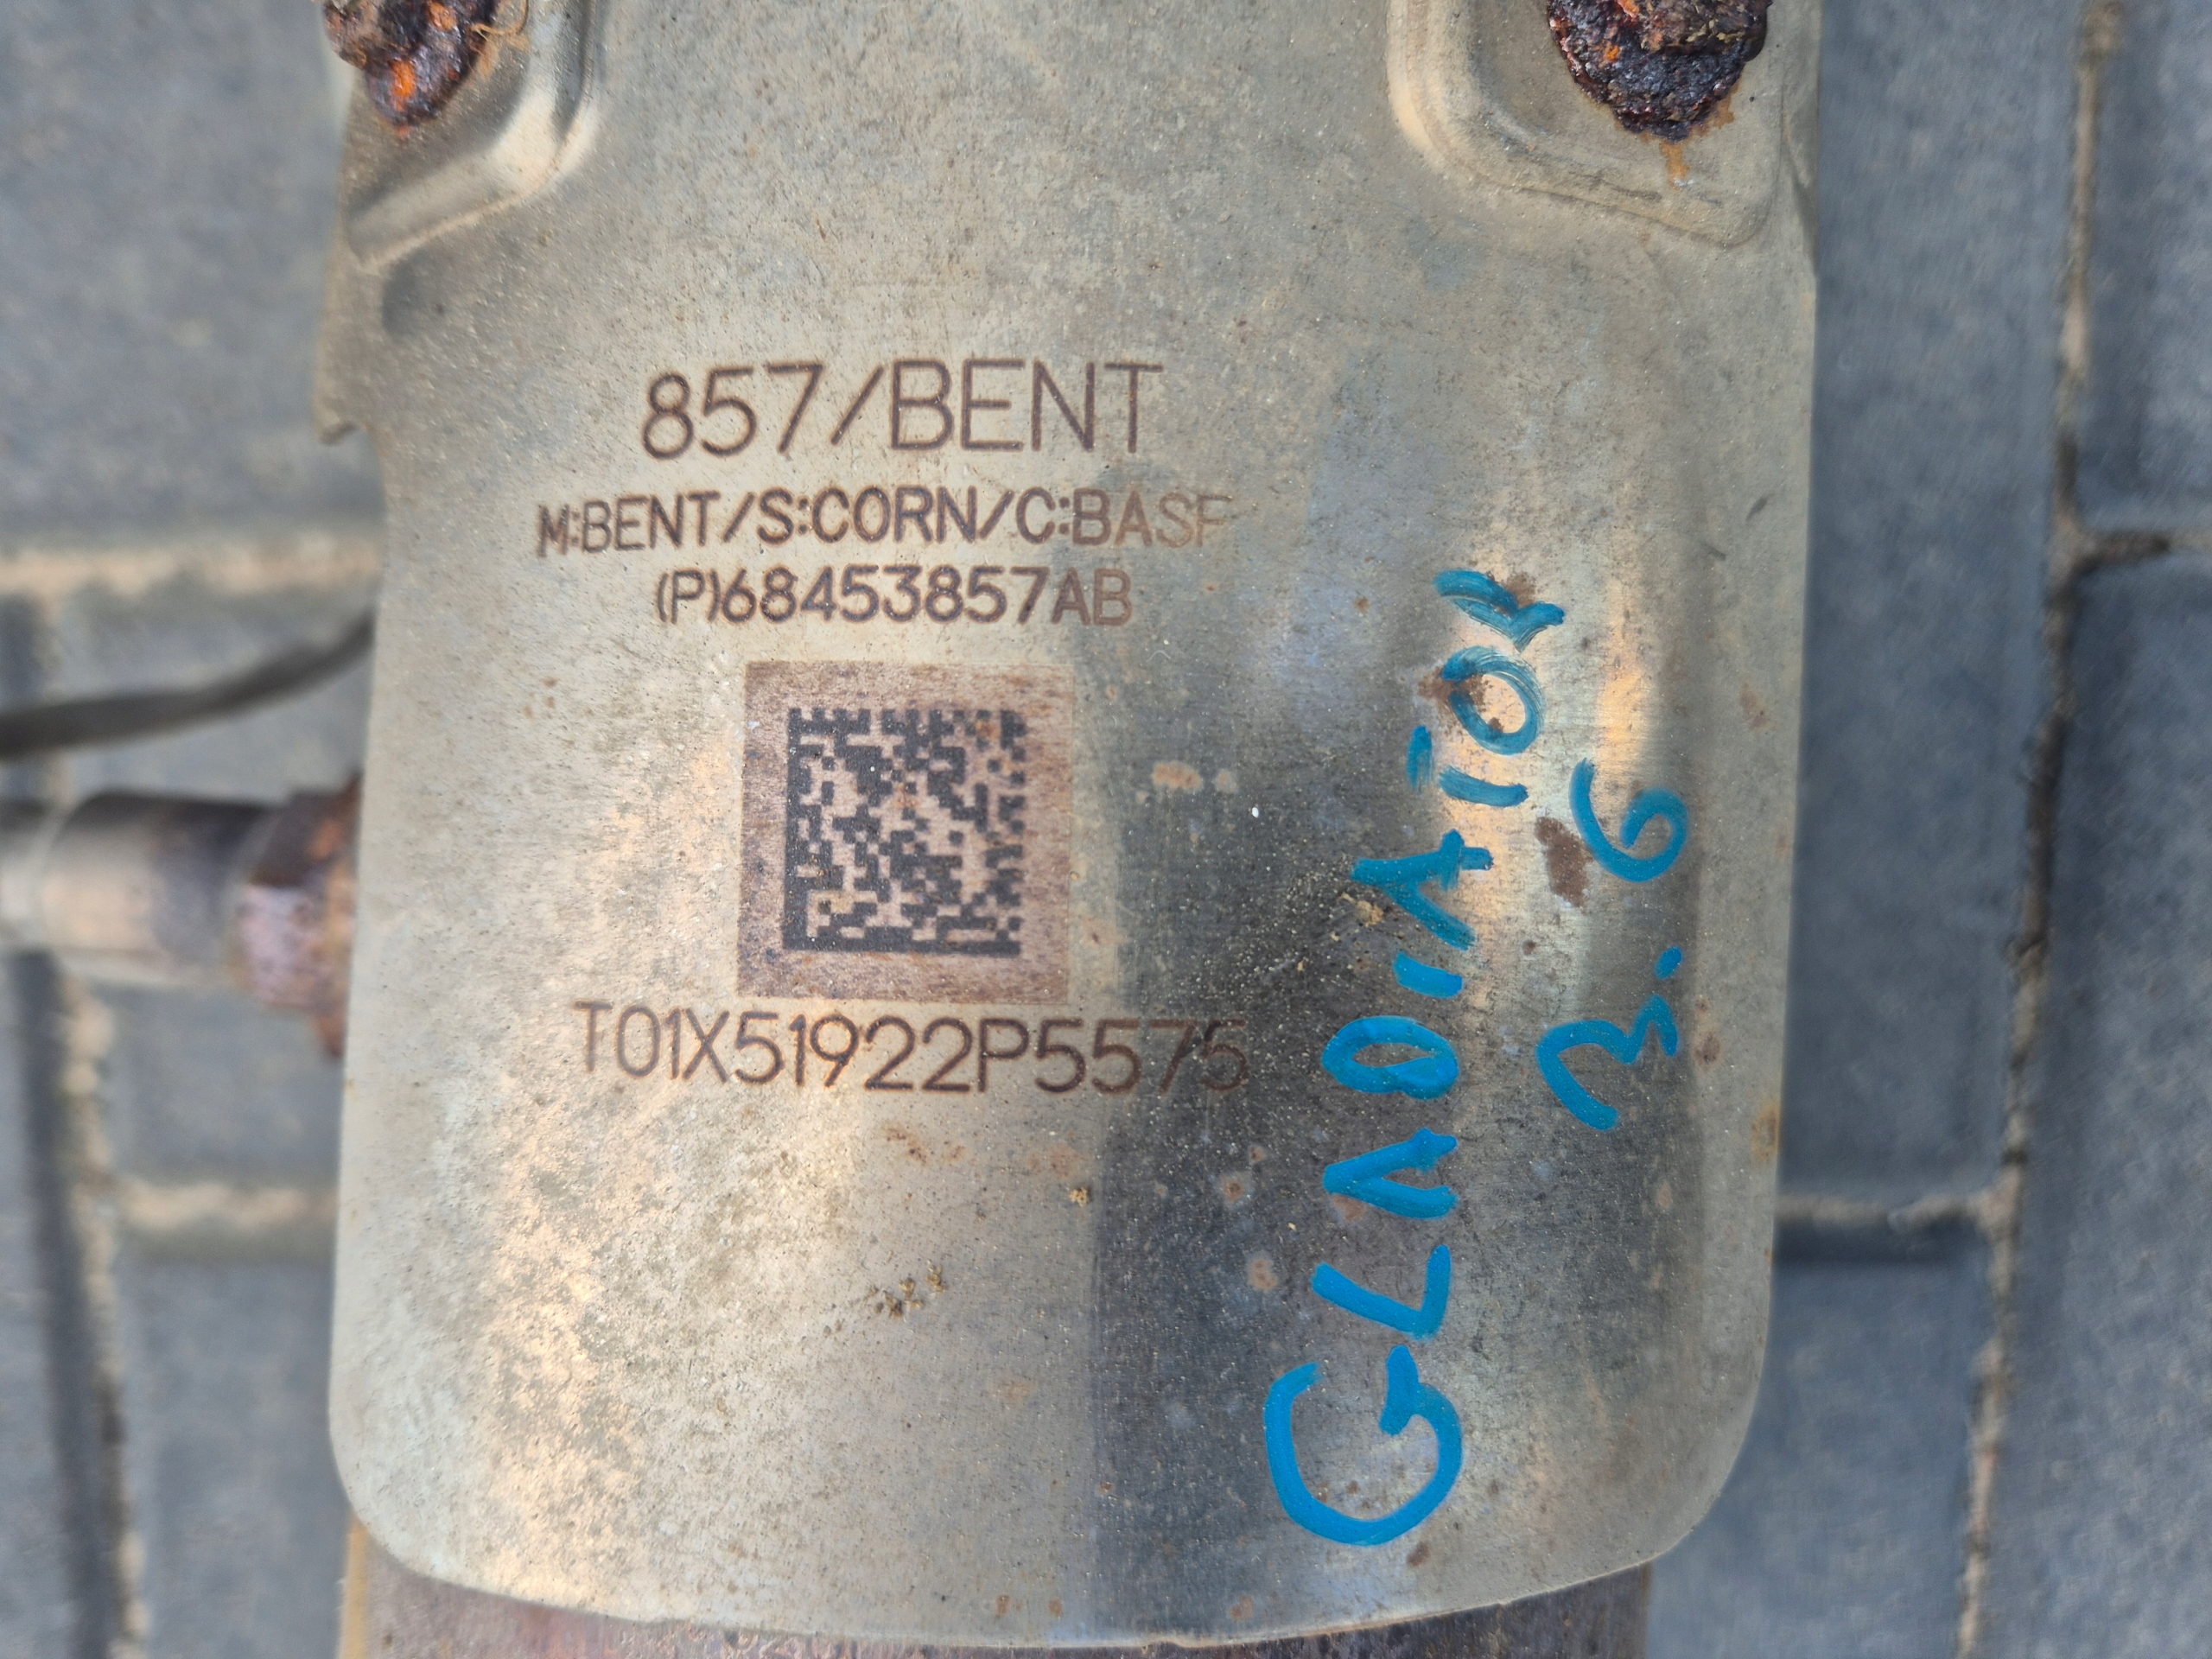 857/BENT
M:BENT/S:CORN/C:BASF
(P)68453857AB
T01X51922P5575
GLADIATOR
3.6